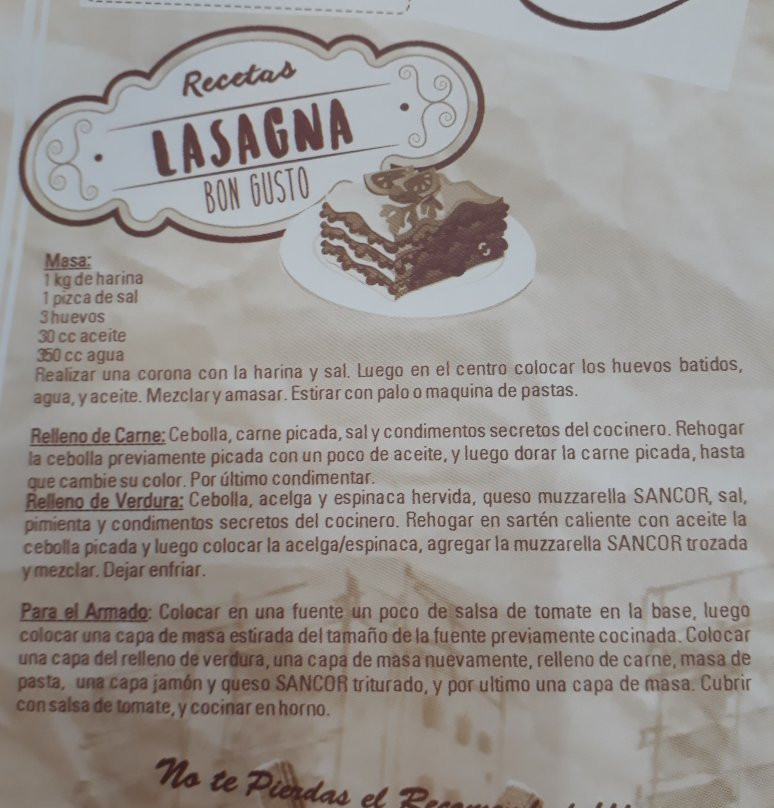 Recetas
LASAGNA
BON GUSTO
Masa:
1 kg de harina
1 pizca de sal
3 huevos
30 cc aceite
350 cc agua
Realizar una corona con la harina y sal. Luego en el centro colocar los huevos batidos,
agua, y aceite. Mezclar y amasar. Estirar con palo o maquina de pastas.
Relleno de Carne: Cebolla, carne picada, sal y condimentos secretos del cocinero. Rehogar
la cebolla previamente picada con un poco de aceite, y luego dorar la carne picada, hasta
que cambie su color. Por último condimentar.
Relleno de Verdura: Cebolla, acelga y espinaca hervida, queso muzzarella SANCOR, sal,
pimienta y condimentos secretos del cocinero. Rehogar en sartén caliente con aceite la
cebolla picada y luego colocar la acelga/espinaca, agregar la muzzarella SANCOR trozada
y mezclar. Dejar enfriar.
Para el Armado: Colocar en una fuente un poco de salsa de tomate en la base, luego
colocar una capa de masa estirada del tamaño de la fuente previamente cocinada. Colocar
una capa del relleno de verdura, una capa de masa nuevamente, relleno de carne, masa de
pasta, una capa jamón y queso SANCOR triturado, y por ultimo una capa de masa. Cubrir
con salsa de tomate, y cocinar en horno.
No te Pierdas el